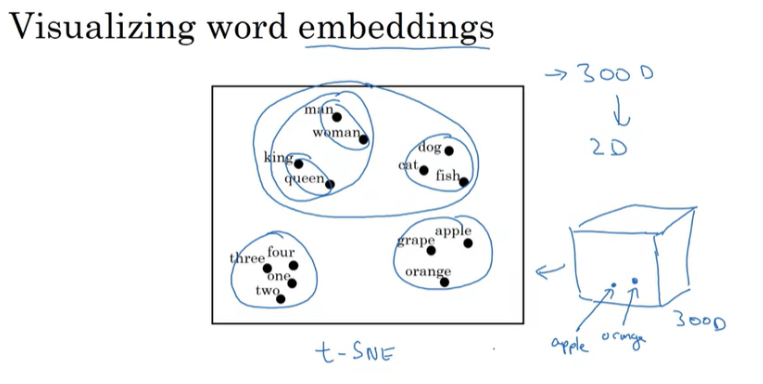 Visualizing word embeddings
→ 300 D
↓
2D
man
woman
king
queen
dog
cat
fish
three
four
one
two
grape
apple
orange
apple
orange
300D
t-SNE